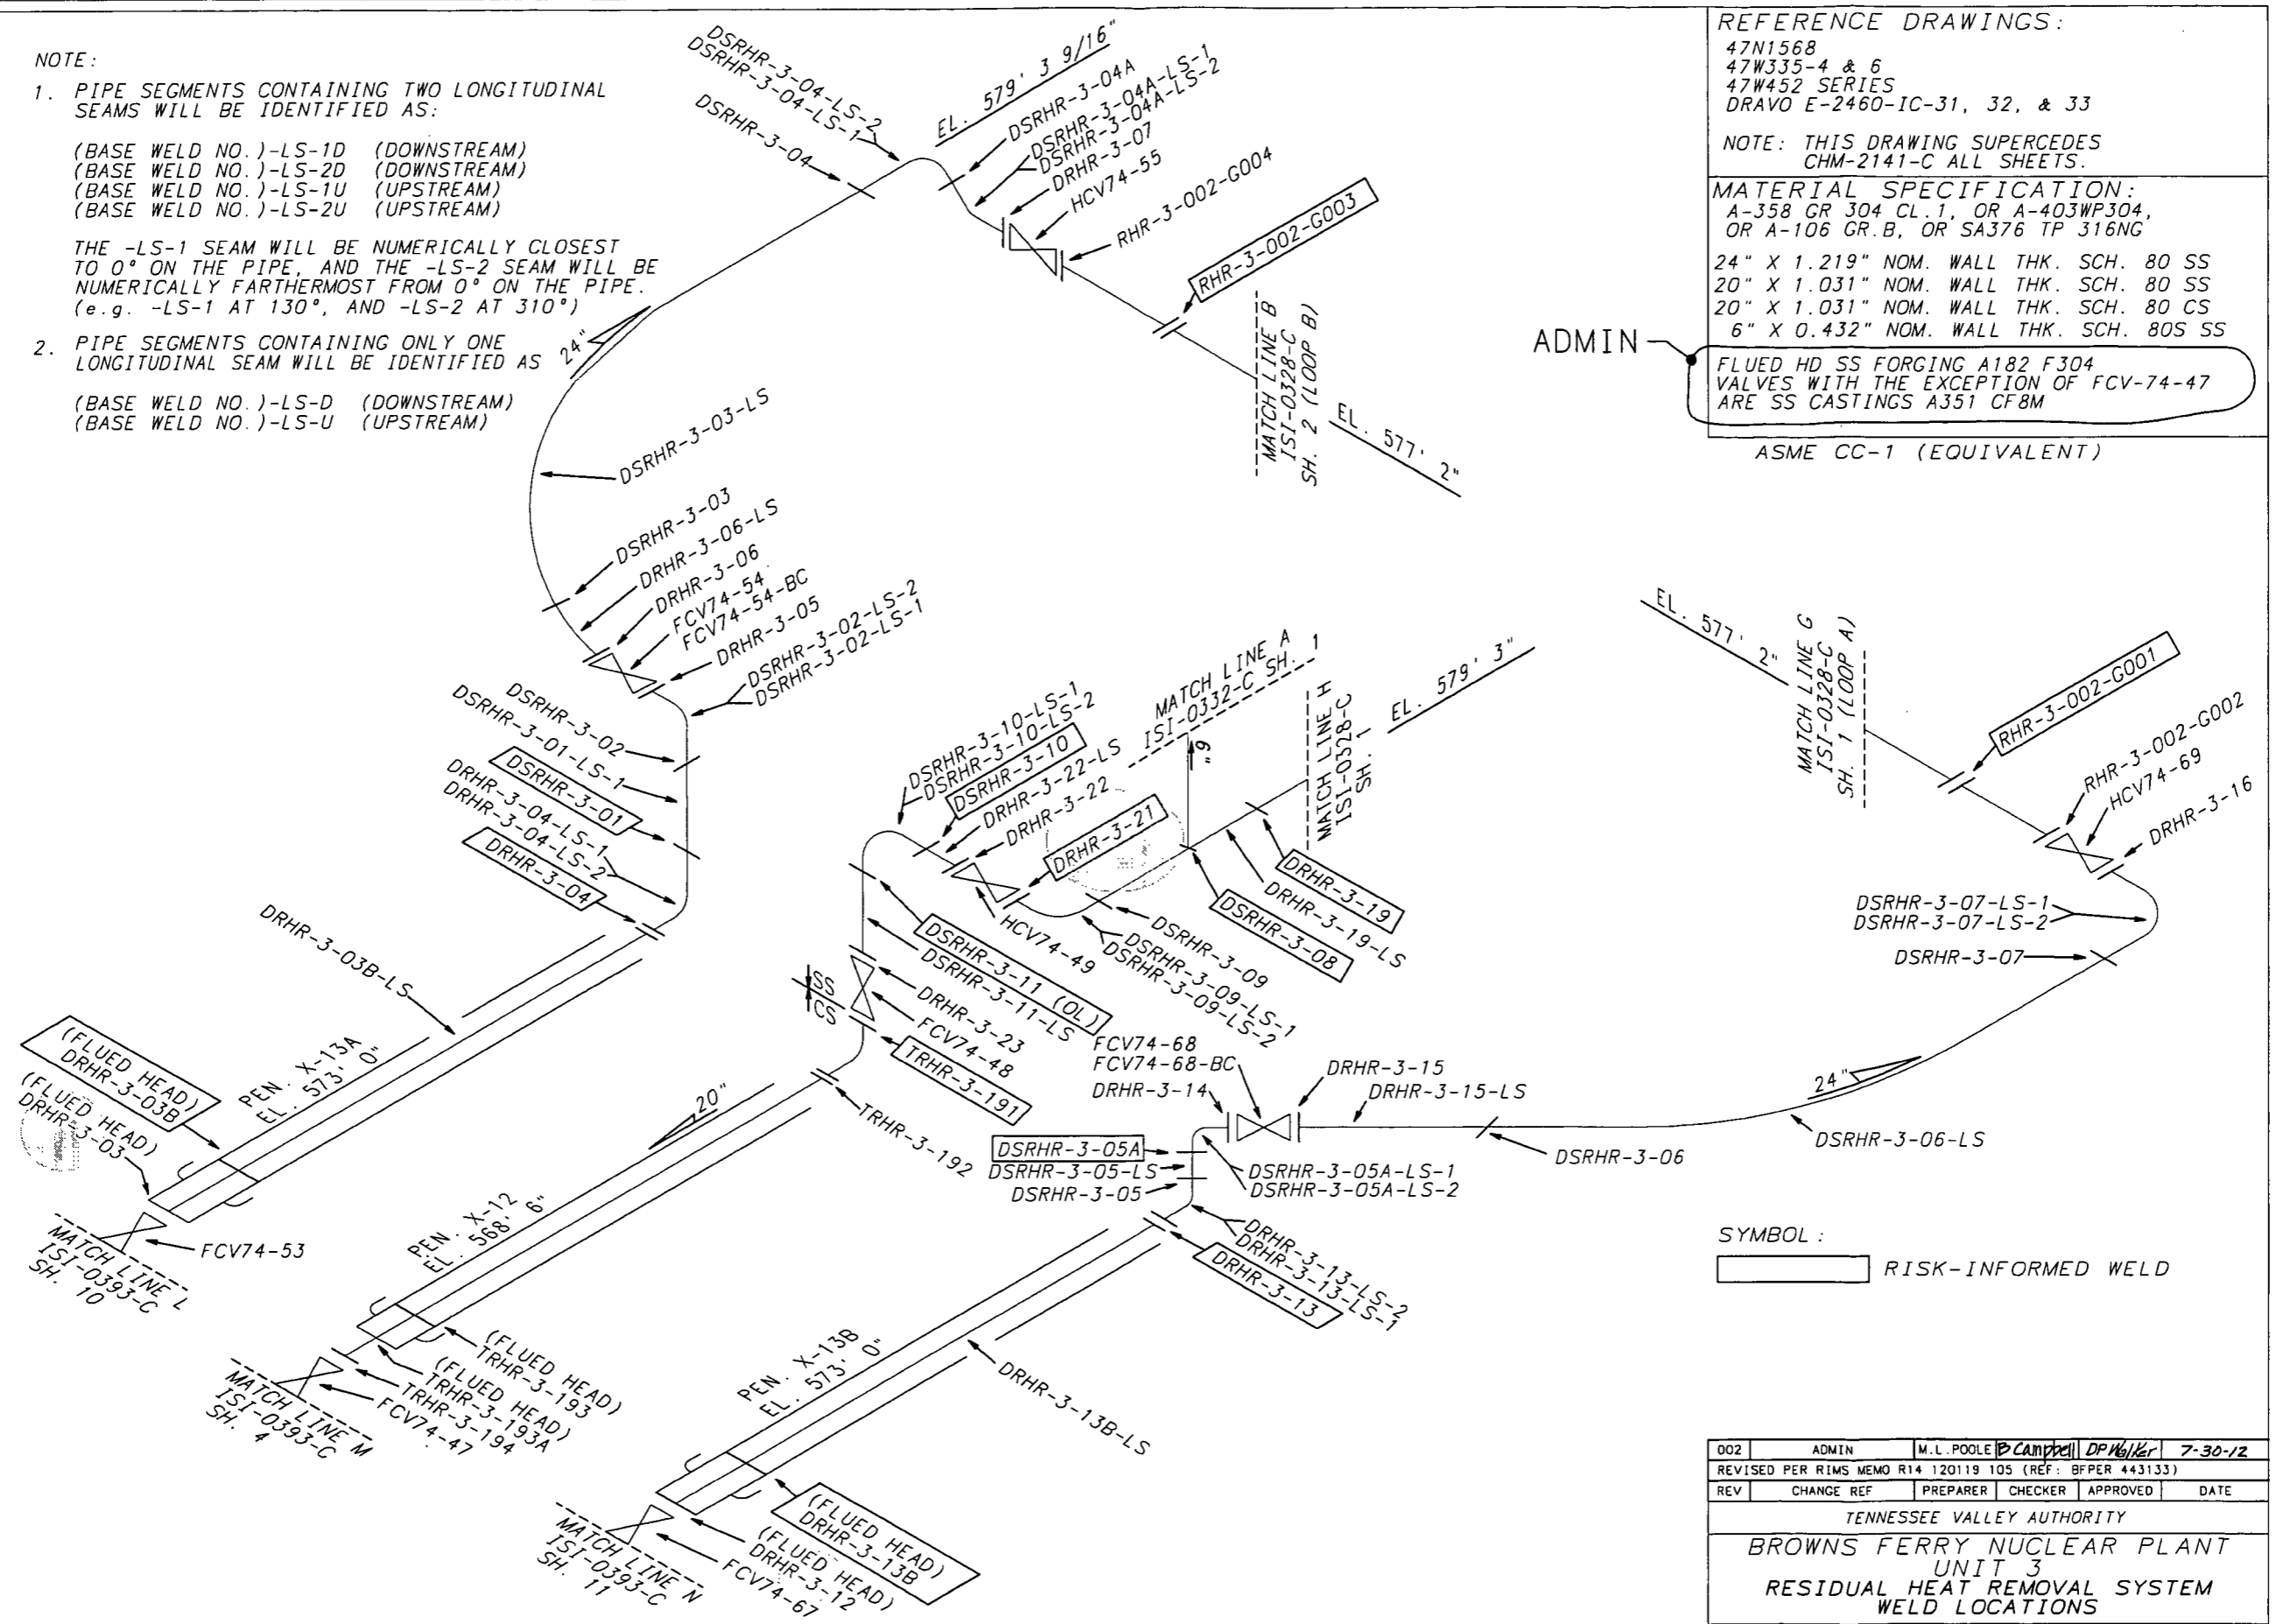 NOTE:
1. PIPE SEGMENTS CONTAINING TWO LONGITUDINAL
SEAMS WILL BE IDENTIFIED AS:
(BASE WELD NO.)-LS-1D (DOWNSTREAM)
(BASE WELD NO.)-LS-2D (DOWNSTREAM)
(BASE WELD NO.)-LS-1U (UPSTREAM)
(BASE WELD NO.)-LS-2U (UPSTREAM)
THE -LS-1 SEAM WILL BE NUMERICALLY CLOSEST
TO 0° ON THE PIPE, AND THE -LS-2 SEAM WILL BE
NUMERICALLY FARTHERMOST FROM 0° ON THE PIPE.
(e.g. -LS-1 AT 130°, AND -LS-2 AT 310°)
2. PIPE SEGMENTS CONTAINING ONLY ONE
LONGITUDINAL SEAM WILL BE IDENTIFIED AS
(BASE WELD NO.)-LS-D (DOWNSTREAM)
(BASE WELD NO.)-LS-U (UPSTREAM)
DSRHR-3-04-LS-2
DSRHR-3-04-LS-1
DSRHR-3-04
EL. 579' 3 9/16"
DSRHR-3-04A
DSRHR-3-04A-LS-1
DSRHR-3-04A-LS-2
DRHR-3-07
HCV74-55
RHR-3-002-G004
RHR-3-002-G003
MATCH LINE B
ISI-0328-C
SH. 2 (LOOP B)
EL. 577' 2"
24"
DSRHR-3-03-LS
DSRHR-3-03
DRHR-3-06-LS
DRHR-3-06
FCV74-54
FCV74-54-BC
DRHR-3-05
DSRHR-3-02-LS-2
DSRHR-3-02-LS-1
DSRHR-3-02
DSRHR-3-01-LS-1
DSRHR-3-01
DRHR-3-04-LS-1
DRHR-3-04-LS-2
DRHR-3-04
DRHR-3-03B-LS
(FLUED HEAD)
DRHR-3-03B
(FLUED HEAD)
DRHR-3-03
PEN. X-13A
EL. 573' 0"
FCV74-53
MATCH LINE L
ISI-0393-C
SH. 10
REFERENCE DRAWINGS:
47N1568
47W335-4 & 6
47W452 SERIES
DRAVO E-2460-IC-31, 32, & 33
NOTE: THIS DRAWING SUPERCEDES
CHM-2141-C ALL SHEETS.
MATERIAL SPECIFICATION:
A-358 GR 304 CL.1, OR A-403WP304,
OR A-106 GR.B, OR SA376 TP 316NG
24" X 1.219" NOM. WALL THK. SCH. 80 SS
20" X 1.031" NOM. WALL THK. SCH. 80 SS
20" X 1.031" NOM. WALL THK. SCH. 80 CS
6" X 0.432" NOM. WALL THK. SCH. 80S SS
ADMIN
FLUED HD SS FORGING A182 F304
VALVES WITH THE EXCEPTION OF FCV-74-47
ARE SS CASTINGS A351 CF8M
ASME CC-1 (EQUIVALENT)
DSRHR-3-10-LS-1
DSRHR-3-10-LS-2
DSRHR-3-10
DRHR-3-22-LS
DRHR-3-22
DRHR-3-21
MATCH LINE A
ISI-0332-C SH. 1
6"
MATCH LINE H
ISI-0328-C
SH. 1
EL. 579' 3"
DRHR-3-19
DRHR-3-19-LS
DSRHR-3-08
DSRHR-3-09
DSRHR-3-09-LS-1
DSRHR-3-09-LS-2
HCV74-49
DSRHR-3-11 (OL)
DSRHR-3-11-LS
DRHR-3-23
FCV74-48
TRHR-3-191
SS
CS
TRHR-3-192
20"
PEN. X-12
EL. 568' 6"
(FLUED HEAD)
TRHR-3-193
(FLUED HEAD)
TRHR-3-193A
TRHR-3-194
FCV74-47
MATCH LINE M
ISI-0393-C
SH. 4
EL. 577' 2"
MATCH LINE G
ISI-0328-C
SH. 1 (LOOP A)
RHR-3-002-G001
RHR-3-002-G002
HCV74-69
DRHR-3-16
DSRHR-3-07-LS-1
DSRHR-3-07-LS-2
DSRHR-3-07
24"
DSRHR-3-06-LS
DSRHR-3-06
FCV74-68
FCV74-68-BC
DRHR-3-14
DRHR-3-15
DRHR-3-15-LS
DSRHR-3-05A
DSRHR-3-05-LS
DSRHR-3-05
DSRHR-3-05A-LS-1
DSRHR-3-05A-LS-2
DRHR-3-13-LS-2
DRHR-3-13-LS-1
DRHR-3-13
DRHR-3-13B-LS
PEN. X-13B
EL. 573' 0"
(FLUED HEAD)
DRHR-3-13B
(FLUED HEAD)
DRHR-3-12
FCV74-67
MATCH LINE N
ISI-0393-C
SH. 11
SYMBOL:
RISK-INFORMED WELD
002 ADMIN M.L.POOLE B Campbell DP Walker 7-30-12
REVISED PER RIMS MEMO R14 120119 105 (REF: BFPER 443133)
REV CHANGE REF PREPARER CHECKER APPROVED DATE
TENNESSEE VALLEY AUTHORITY
BROWNS FERRY NUCLEAR PLANT
UNIT 3
RESIDUAL HEAT REMOVAL SYSTEM
WELD LOCATIONS